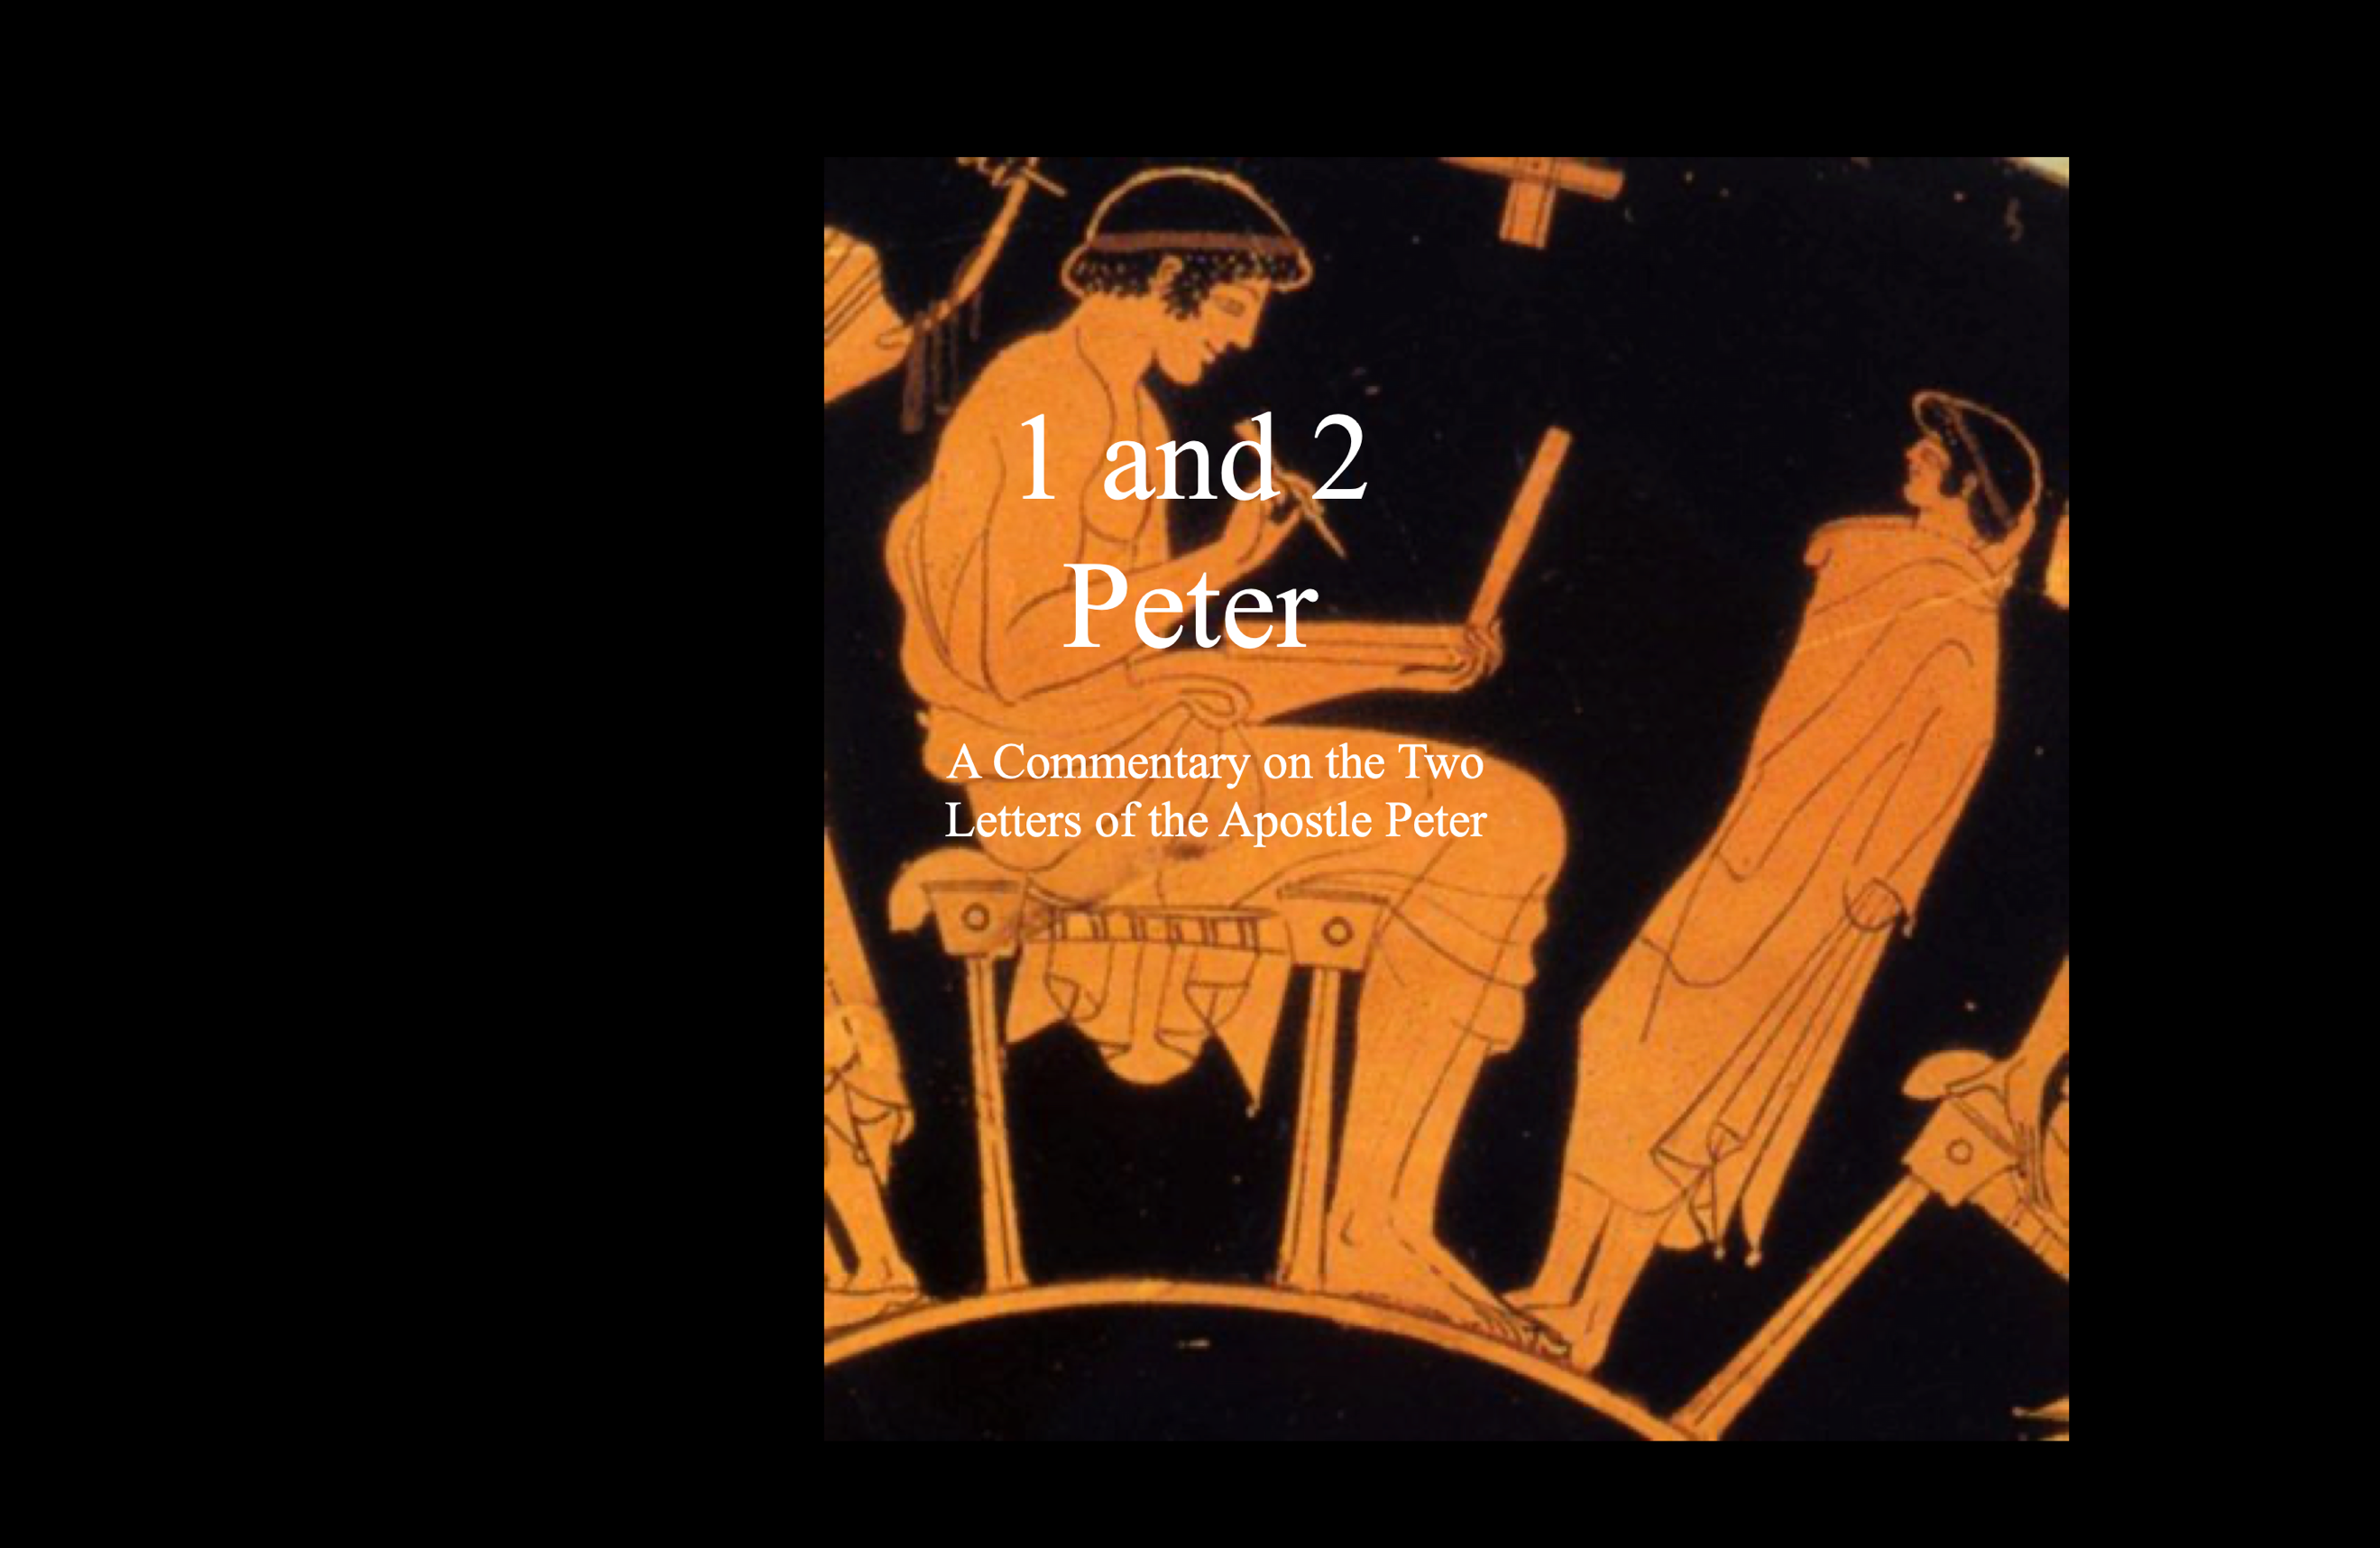 1 and 2
Peter
A Commentary on the Two
Letters of the Apostle Peter